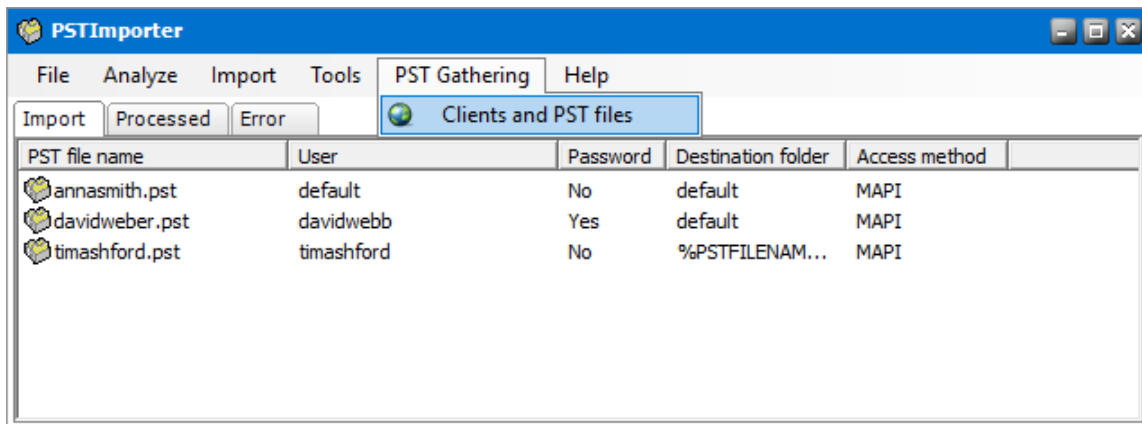 PSTImporter
File Analyze Import Tools PST Gathering Help
Import Processed Error Clients and PST files
PST file name User Password Destination folder Access method
annasmith.pst default No default MAPI
davidweber.pst davidwebb Yes default MAPI
timashford.pst timashford No %PSTFILENAM... MAPI